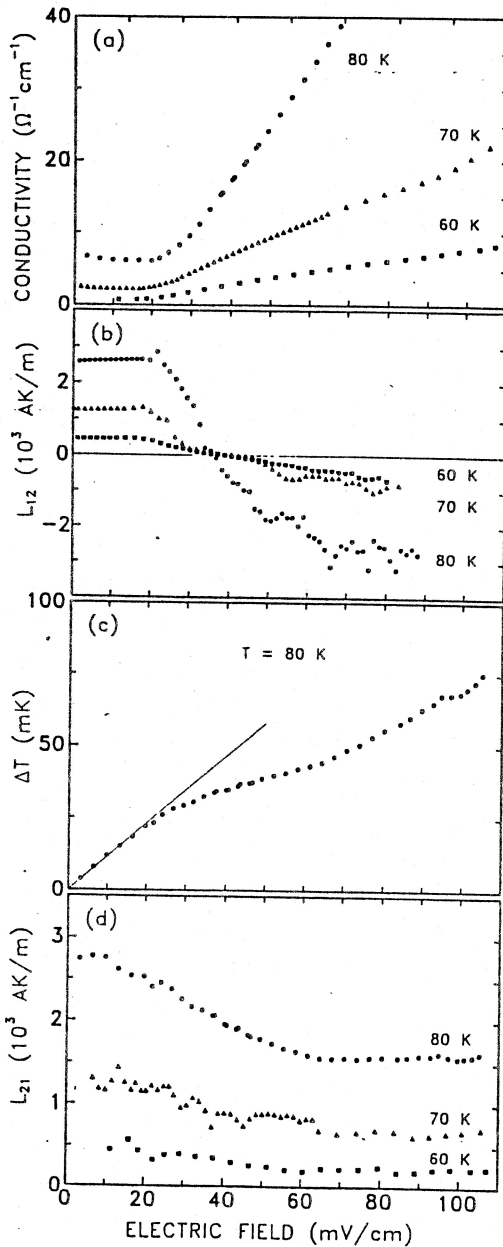 (a)
40
20
0
CONDUCTIVITY (Ω⁻¹cm⁻¹)
80 K
70 K
60 K
(b)
2
0
-2
L₁₂ (10³ AK/m)
60 K
70 K
80 K
(c)
100
50
0
ΔT (mK)
T = 80 K
(d)
3
2
1
0
L₂₁ (10³ AK/m)
80 K
70 K
60 K
0 20 40 60 80 100
ELECTRIC FIELD (mV/cm)